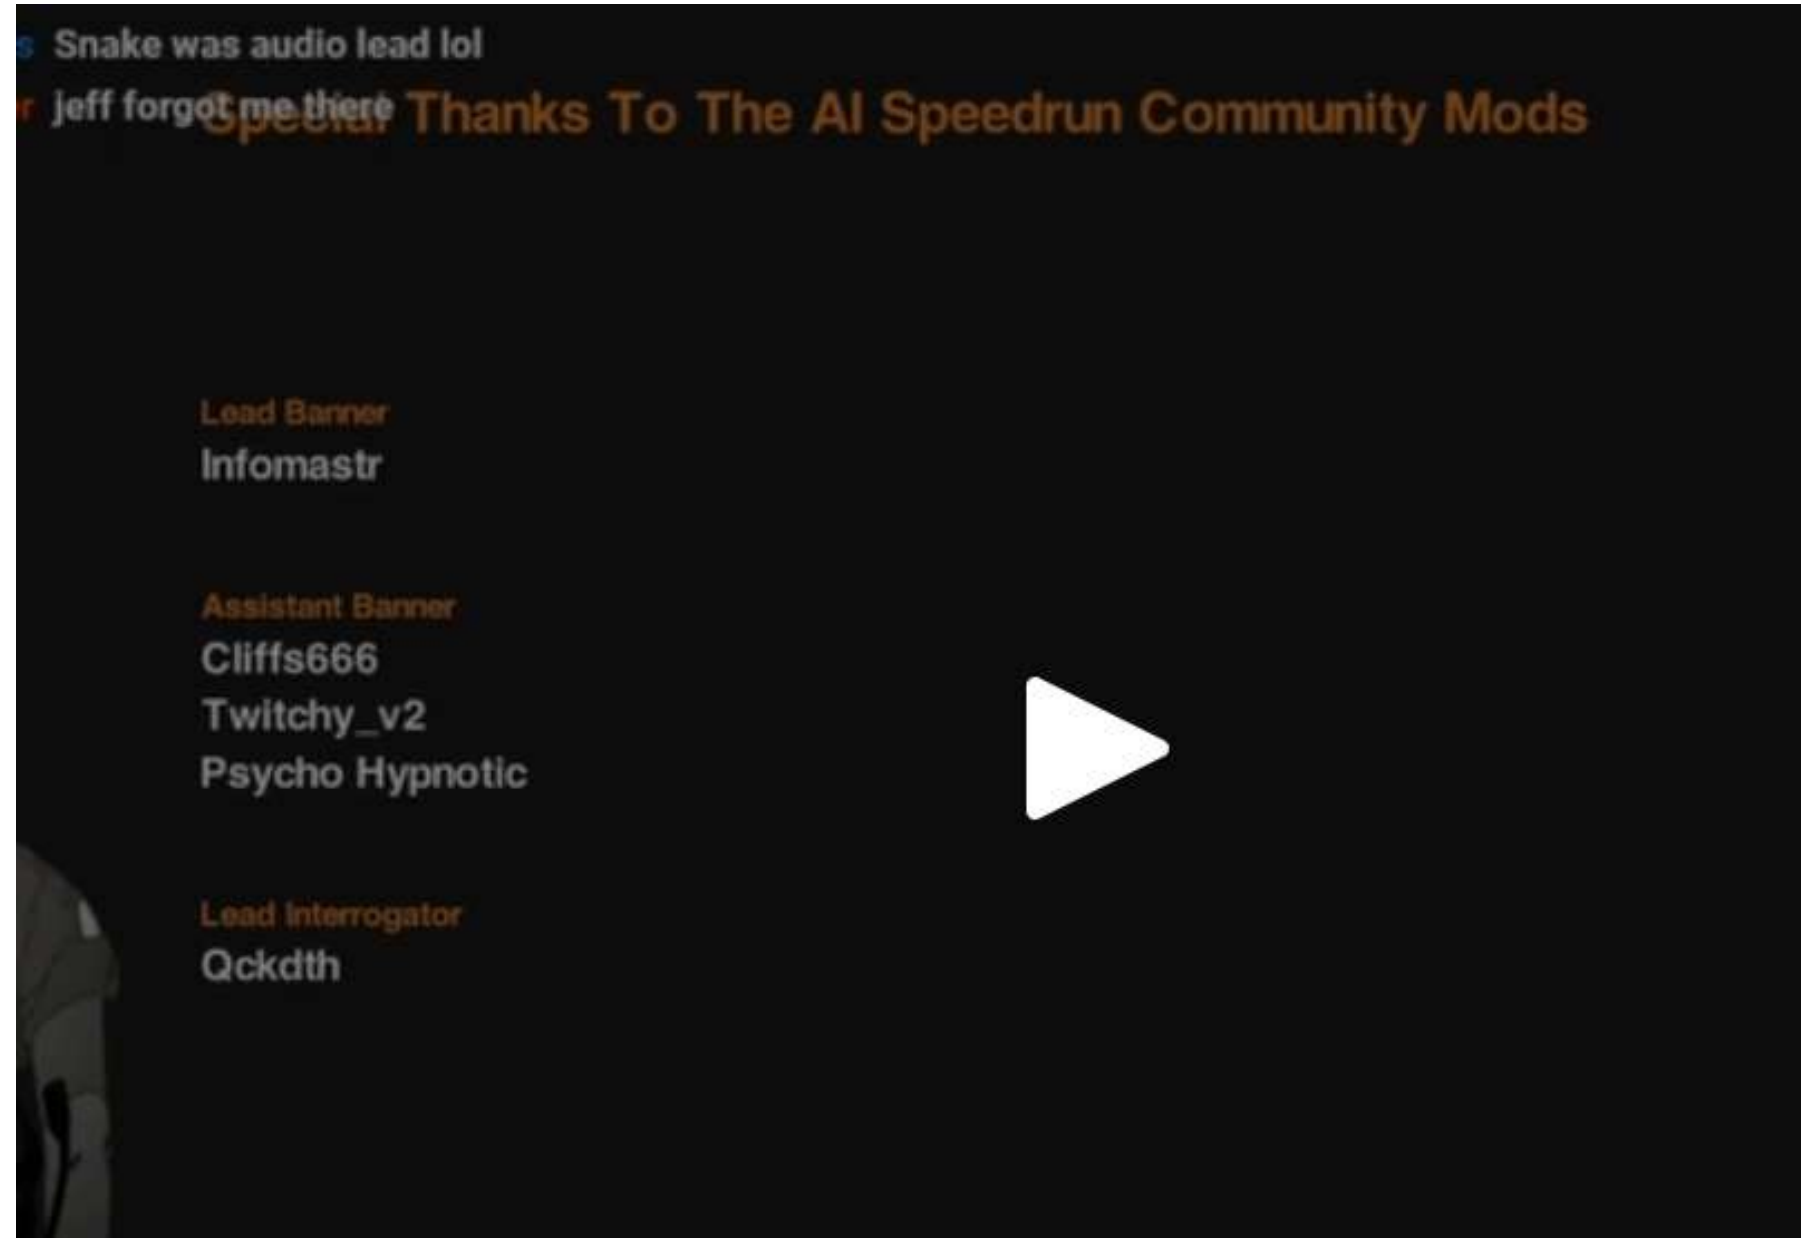 s Snake was audio lead lol
r jeff forgot me there
Special Thanks To The AI Speedrun Community Mods
Lead Banner
Infomastr
Assistant Banner
Cliffs666
Twitchy_v2
Psycho Hypnotic
Lead Interrogator
Qckdth